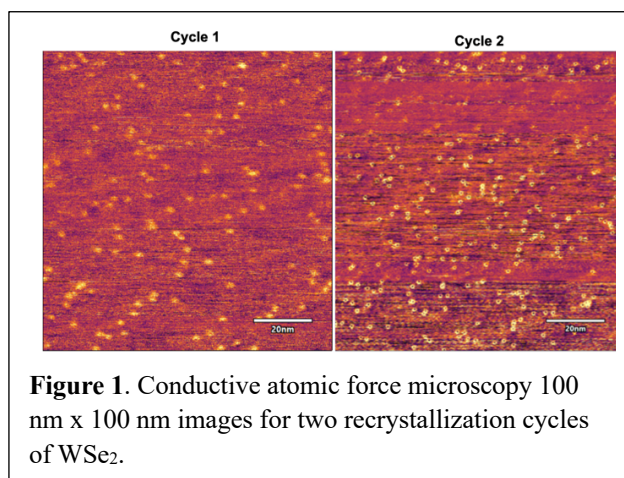 Cycle 1
Cycle 2
20nm
20nm
Figure 1. Conductive atomic force microscopy 100
nm x 100 nm images for two recrystallization cycles
of WSe₂.